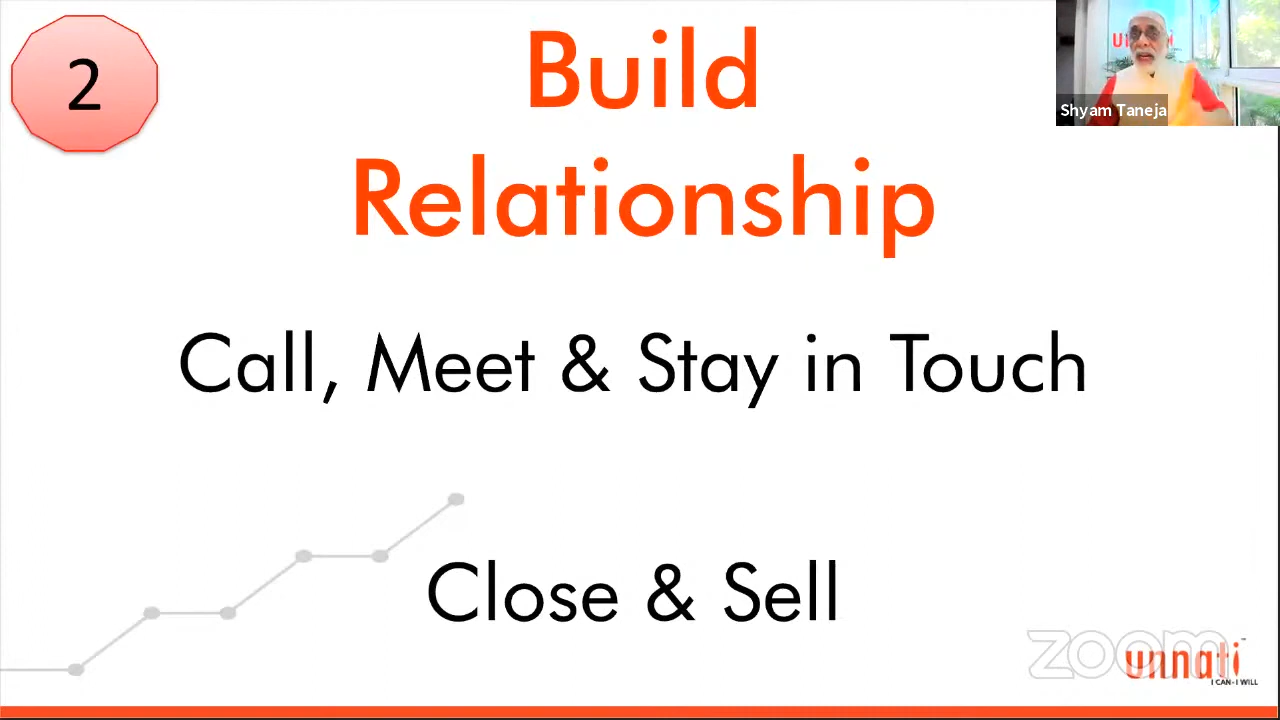 2
Build
Relationship
Shyam Taneja
Call, Meet & Stay in Touch
Close & Sell
zoom
unnati
I CAN - I WILL